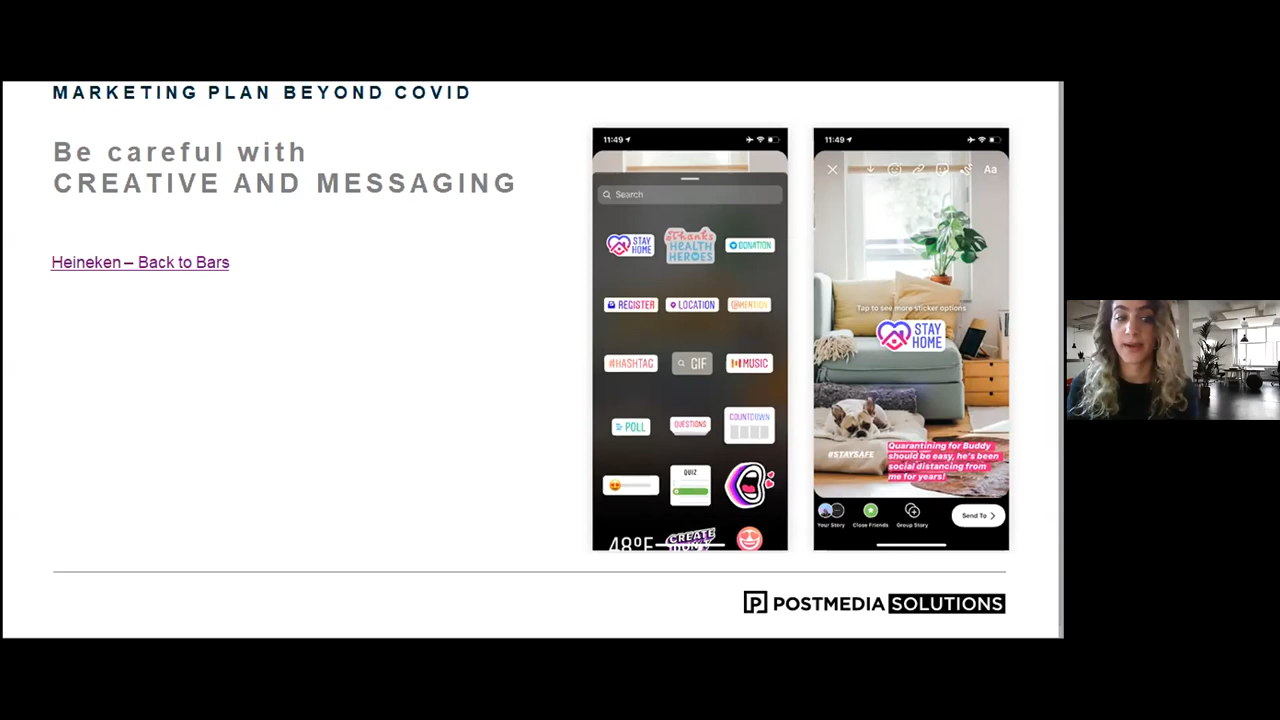 MARKETING PLAN BEYOND COVID
Be careful with
CREATIVE AND MESSAGING
Heineken – Back to Bars
11:49
Search
STAY
HOME
#thanks
HEALTH
HEROES
DONATION
REGISTER
LOCATION
@MENTION
#HASHTAG
GIF
MUSIC
POLL
QUESTIONS
COUNTDOWN
QUIZ
48°F
CREATE
DON'T
11:49
Aa
Tap to see more sticker options
STAY
HOME
#STAYSAFE
Quarantining for Buddy
should be easy, he's been
social distancing from
me for years!
Your Story
Close Friends
Group Story
Send To >
P POSTMEDIA SOLUTIONS